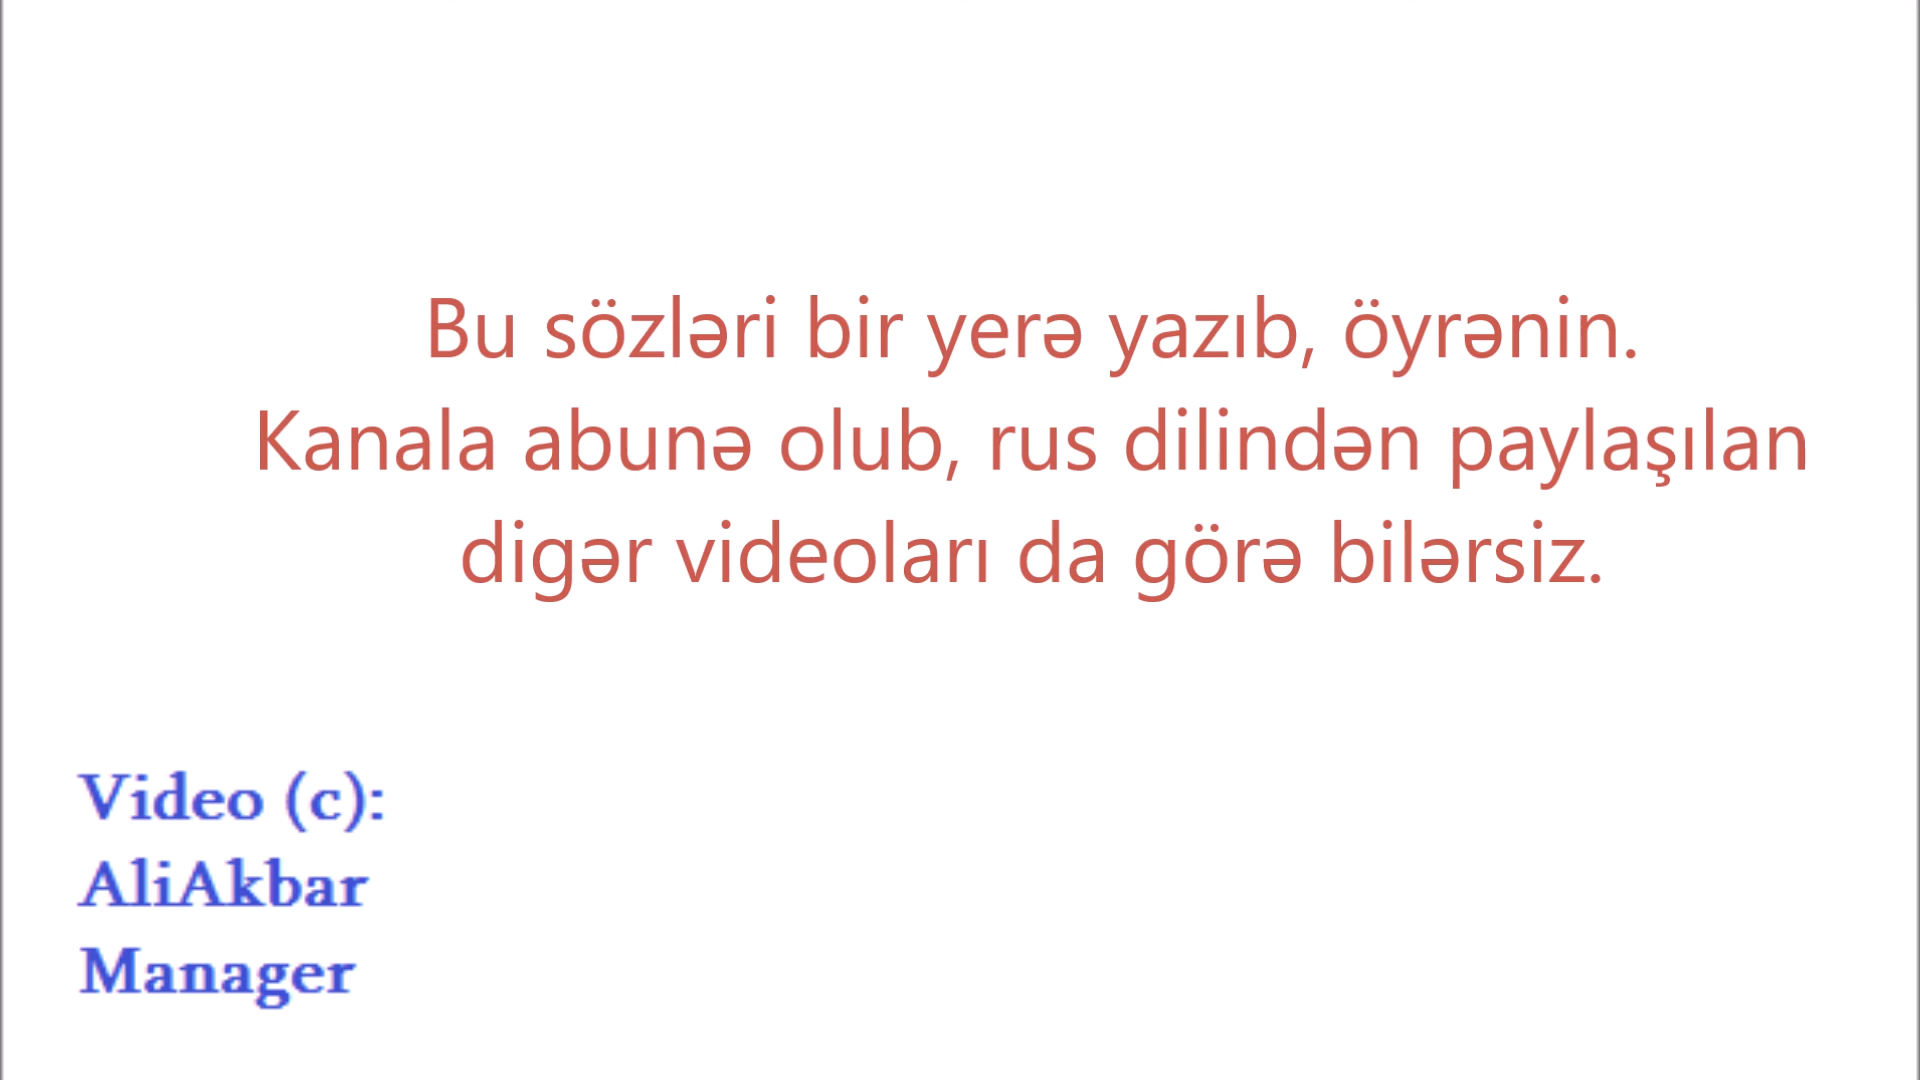 Bu sözləri bir yerə yazıb, öyrənin.
Kanala abunə olub, rus dilindən paylaşılan
digər videoları da görə bilərsiz.
Video (c):
AliAkbar
Manager